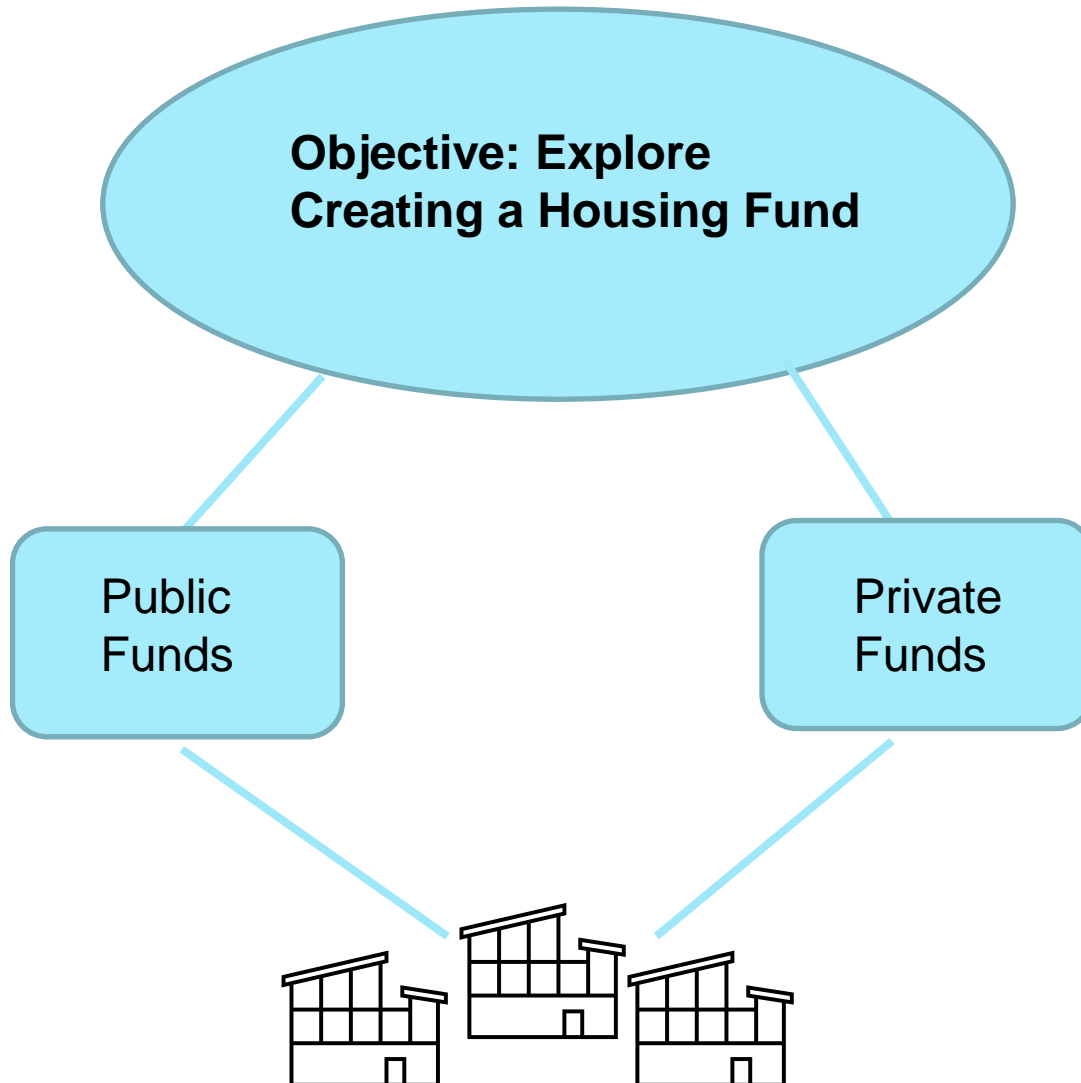 Objective: Explore
Creating a Housing Fund
Public
Funds
Private
Funds